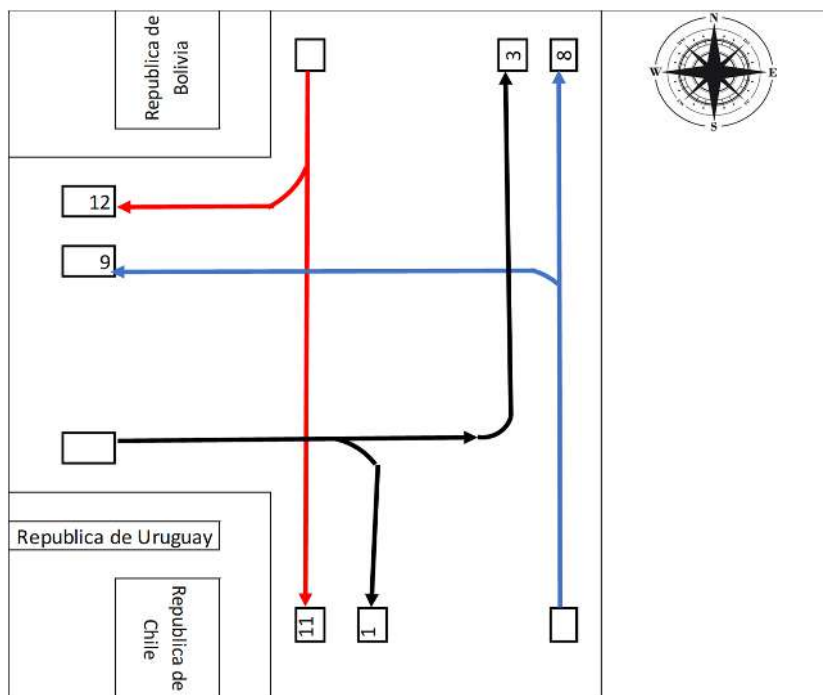 Republica de
Bolivia
3
8
N
W
E
S
12
9
Republica de Uruguay
Republica de
Chile
11
1